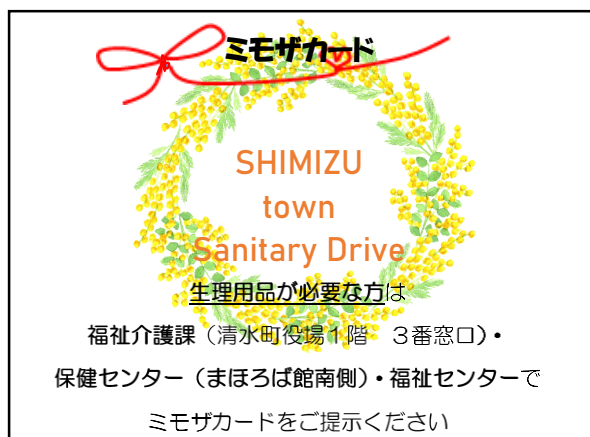 ミモザカード
SHIMIZU
town
Sanitary Drive
生理用品が必要な方は
福祉介護課（清水町役場１階　３番窓口）・
保健センター（まほろば館南側）・福祉センターで
ミモザカードをご提示ください